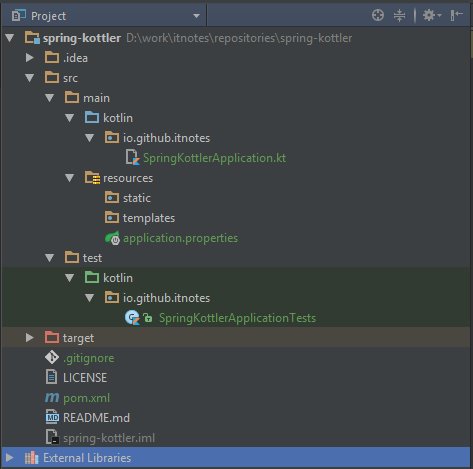 Project
spring-kottler D:\work\itnotes\repositories\spring-kottler
.idea
src
main
kotlin
io.github.itnotes
SpringKottlerApplication.kt
resources
static
templates
application.properties
test
kotlin
io.github.itnotes
SpringKottlerApplicationTests
target
.gitignore
LICENSE
pom.xml
README.md
spring-kottler.iml
External Libraries